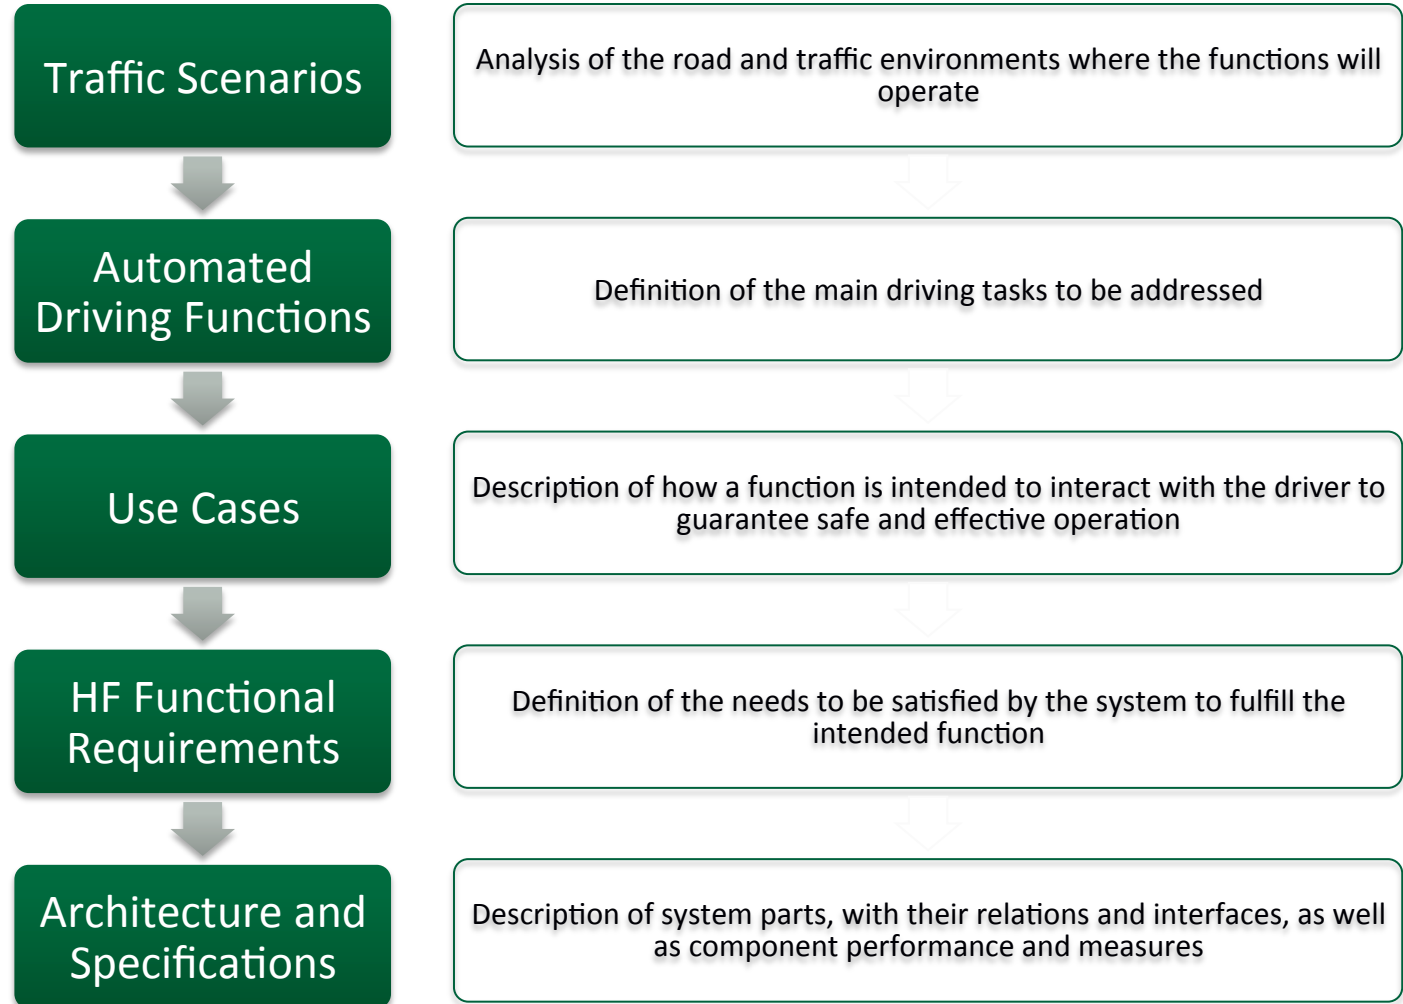 Traffic Scenarios
Analysis of the road and traffic environments where the functions will
operate
Automated
Driving Functions
Definition of the main driving tasks to be addressed
Use Cases
Description of how a function is intended to interact with the driver to
guarantee safe and effective operation
HF Functional
Requirements
Definition of the needs to be satisfied by the system to fulfill the
intended function
Architecture and
Specifications
Description of system parts, with their relations and interfaces, as well
as component performance and measures